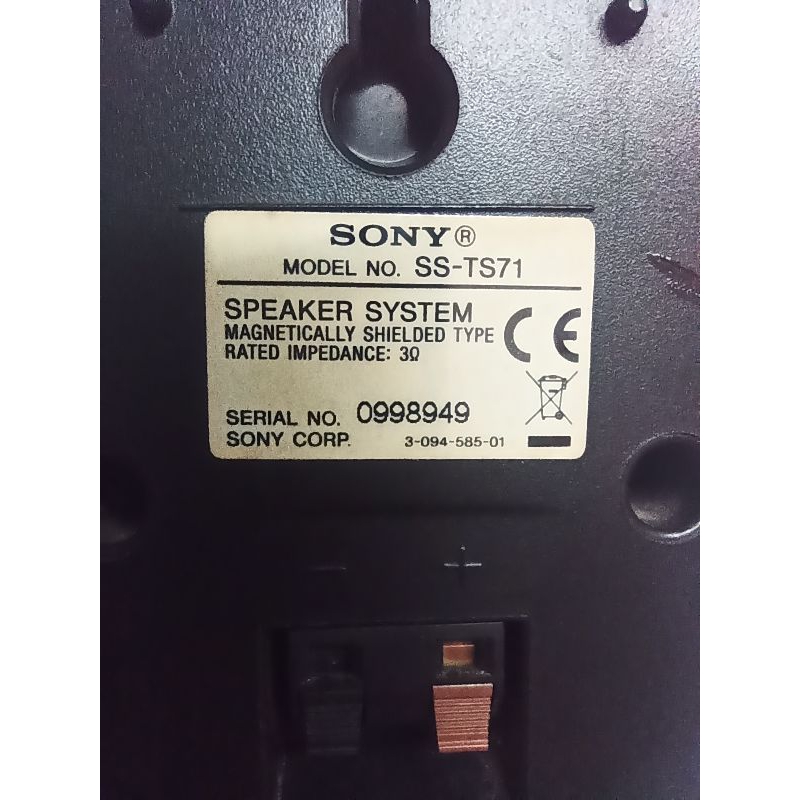 SONY®
MODEL NO. SS-TS71
SPEAKER SYSTEM
MAGNETICALLY SHIELDED TYPE
RATED IMPEDANCE: 3Ω
CE
SERIAL NO. 0998949
SONY CORP. 3-094-585-01
− +